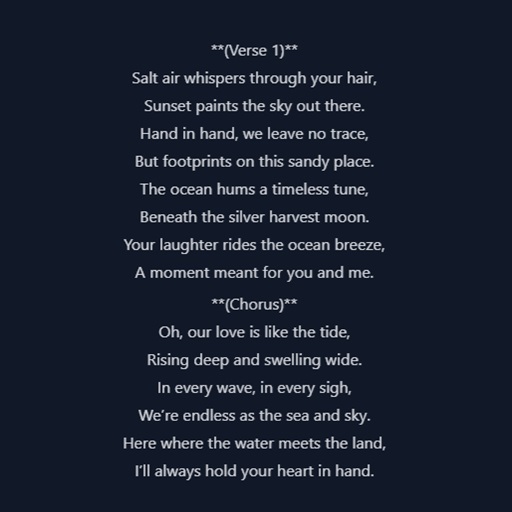 **(Verse 1)**
Salt air whispers through your hair,
Sunset paints the sky out there.
Hand in hand, we leave no trace,
But footprints on this sandy place.
The ocean hums a timeless tune,
Beneath the silver harvest moon.
Your laughter rides the ocean breeze,
A moment meant for you and me.
**(Chorus)**
Oh, our love is like the tide,
Rising deep and swelling wide.
In every wave, in every sigh,
We’re endless as the sea and sky.
Here where the water meets the land,
I’ll always hold your heart in hand.